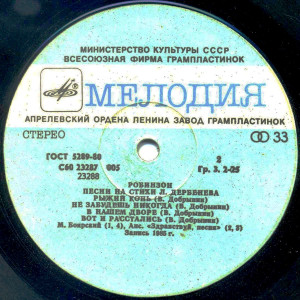 МИНИСТЕРСТВО КУЛЬТУРЫ СССР
ВСЕСОЮЗНАЯ ФИРМА ГРАМПЛАСТИНОК
МЕЛОДИЯ
АПРЕЛЕВСКИЙ ОРДЕНА ЛЕНИНА ЗАВОД ГРАМПЛАСТИНОК
СТЕРЕО 33
ГОСТ 5289-80 2
С60 23287 005 Гр. 3. 2-25
23288
РОБИНЗОН
ПЕСНИ НА СТИХИ Л. ДЕРБЕНЕВА
РЫЖИЙ КОНЬ (В. Добрынин)
НЕ ЗАБУДЕШЬ НИКОГДА (В. Добрынин)
В НАШЕМ ДВОРЕ (В. Добрынин)
ВОТ И РАССТАЛИСЬ (В. Добрынин)
М. Боярский (1, 4), Анс. «Здравствуй, песня» (2, 3)
Запись 1985 г.